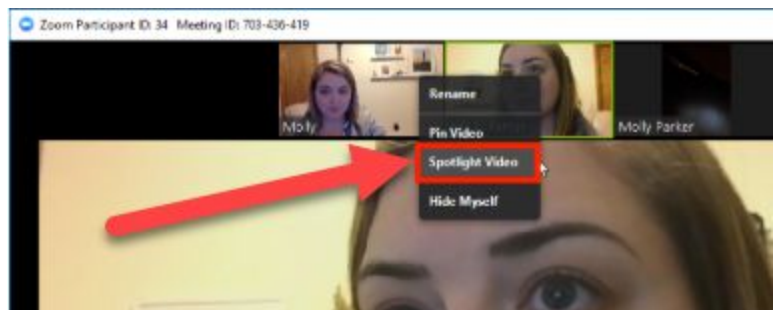 Zoom Participant ID: 34 Meeting ID: 703-436-419
Molly
Molly Parker
Rename
Pin Video
Spotlight Video
Hide Myself